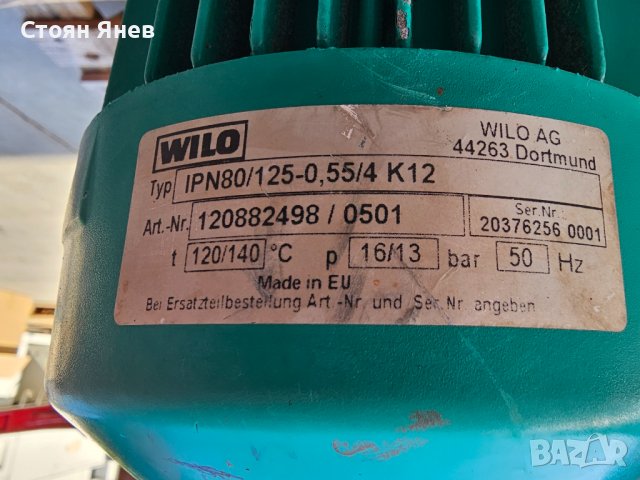 Стоян Янев
WILO
WILO AG
44263 Dortmund
Typ IPN80/125-0,55/4 K12
Art.-Nr. 120882498 / 0501
Ser.Nr.:
20376256 0001
t 120/140 °C p 16/13 bar 50 Hz
Made in EU
Bei Ersatzteilbestellung Art.-Nr. und Ser.Nr. angeben
BAZAR